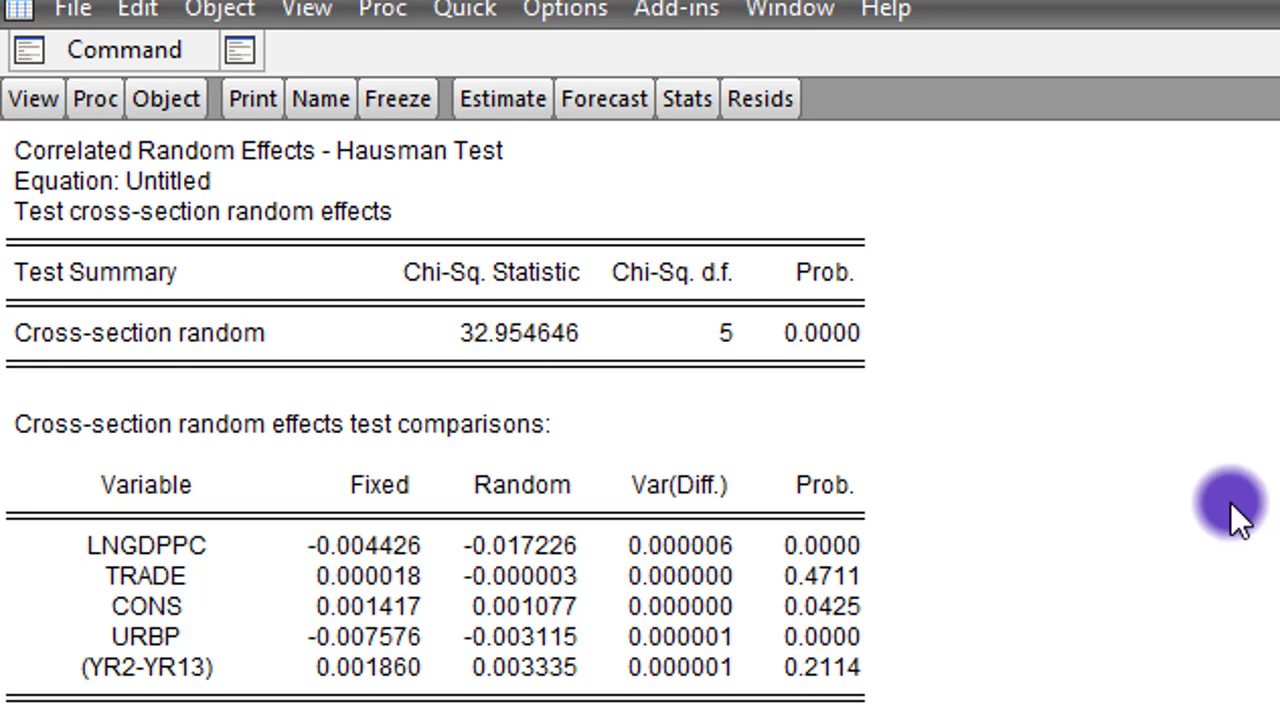 File Edit Object View Proc Quick Options Add-ins Window Help
Command
View Proc Object Print Name Freeze Estimate Forecast Stats Resids
Correlated Random Effects - Hausman Test
Equation: Untitled
Test cross-section random effects
Test Summary Chi-Sq. Statistic Chi-Sq. d.f. Prob.
Cross-section random 32.954646 5 0.0000
Cross-section random effects test comparisons:
Variable Fixed Random Var(Diff.) Prob.
LNGDPPC -0.004426 -0.017226 0.000006 0.0000
TRADE 0.000018 -0.000003 0.000000 0.4711
CONS 0.001417 0.001077 0.000000 0.0425
URBP -0.007576 -0.003115 0.000001 0.0000
(YR2-YR13) 0.001860 0.003335 0.000001 0.2114